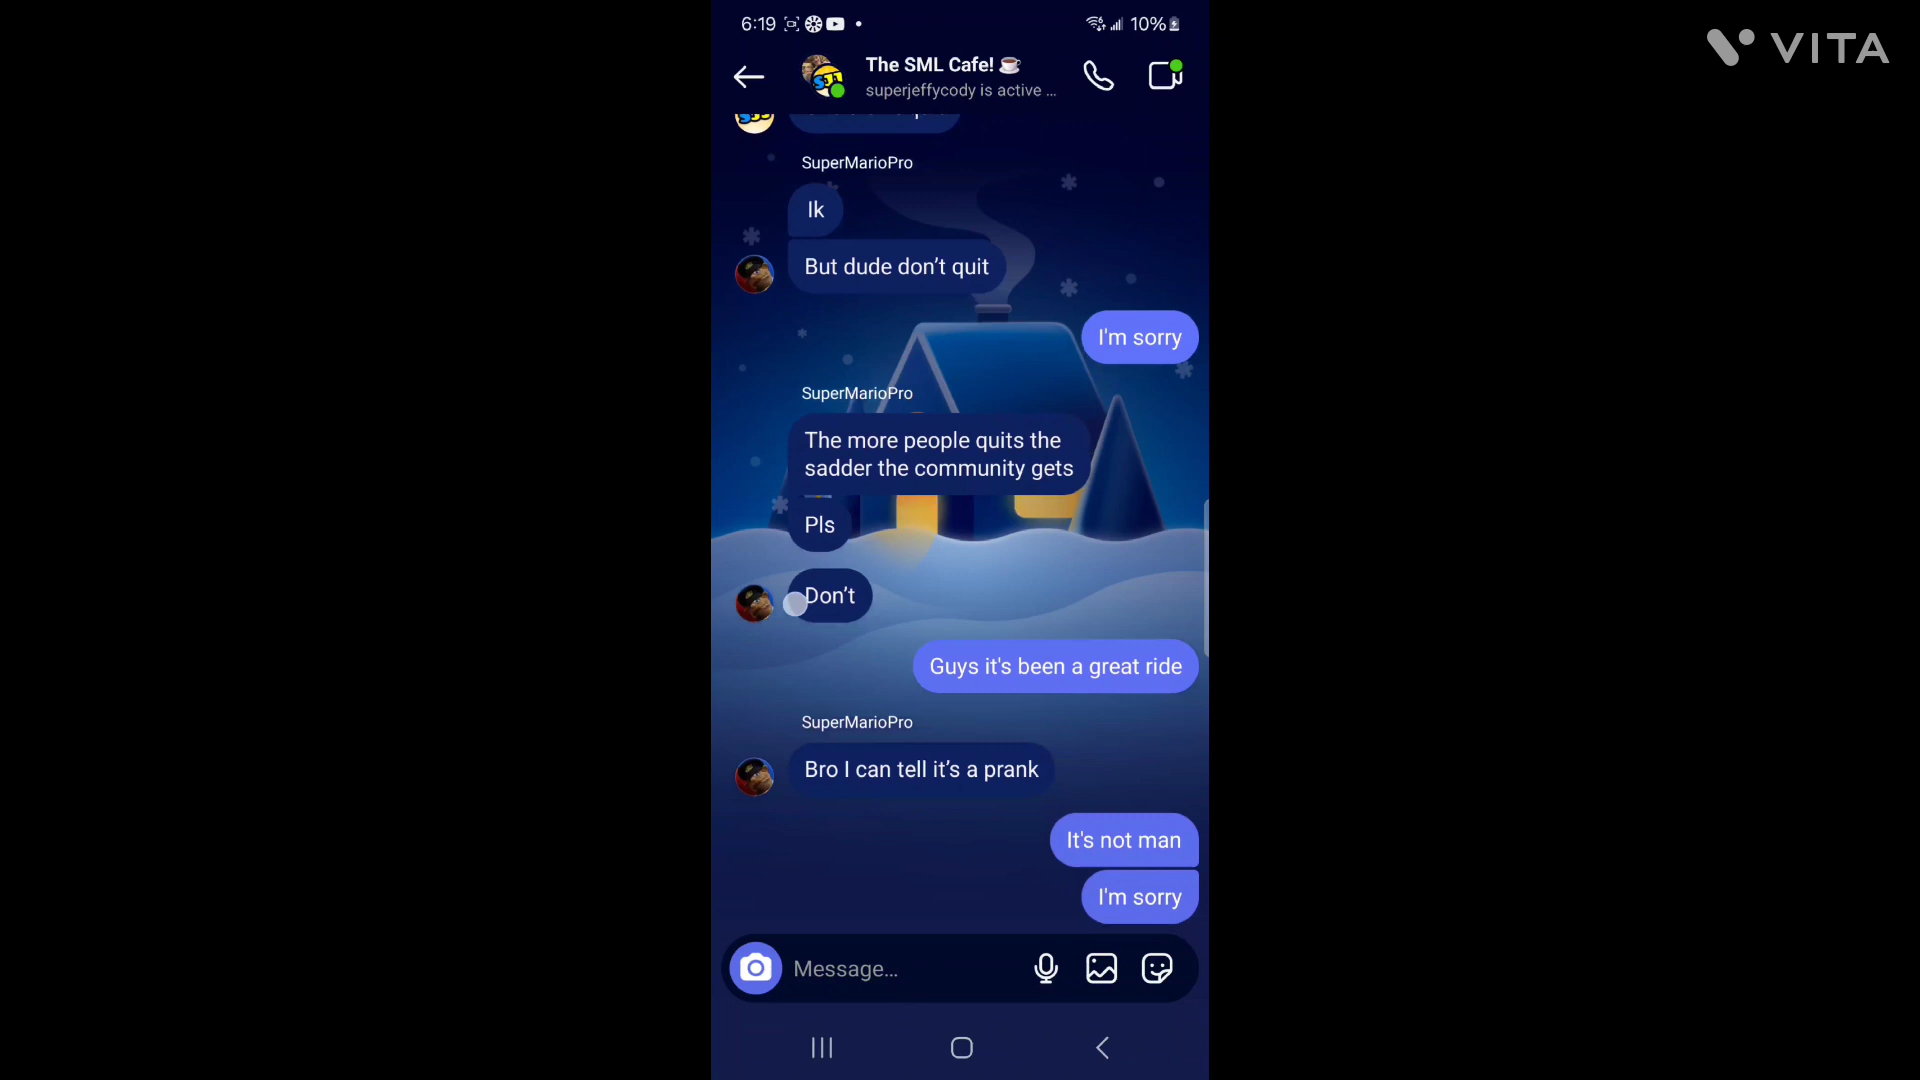 6:19
10%
VITA
The SML Cafe! ☕
superjeffycody is active ...
SuperMarioPro
Ik
But dude don't quit
I'm sorry
SuperMarioPro
The more people quits the
sadder the community gets
Pls
Don't
Guys it's been a great ride
SuperMarioPro
Bro I can tell it's a prank
It's not man
I'm sorry
Message...